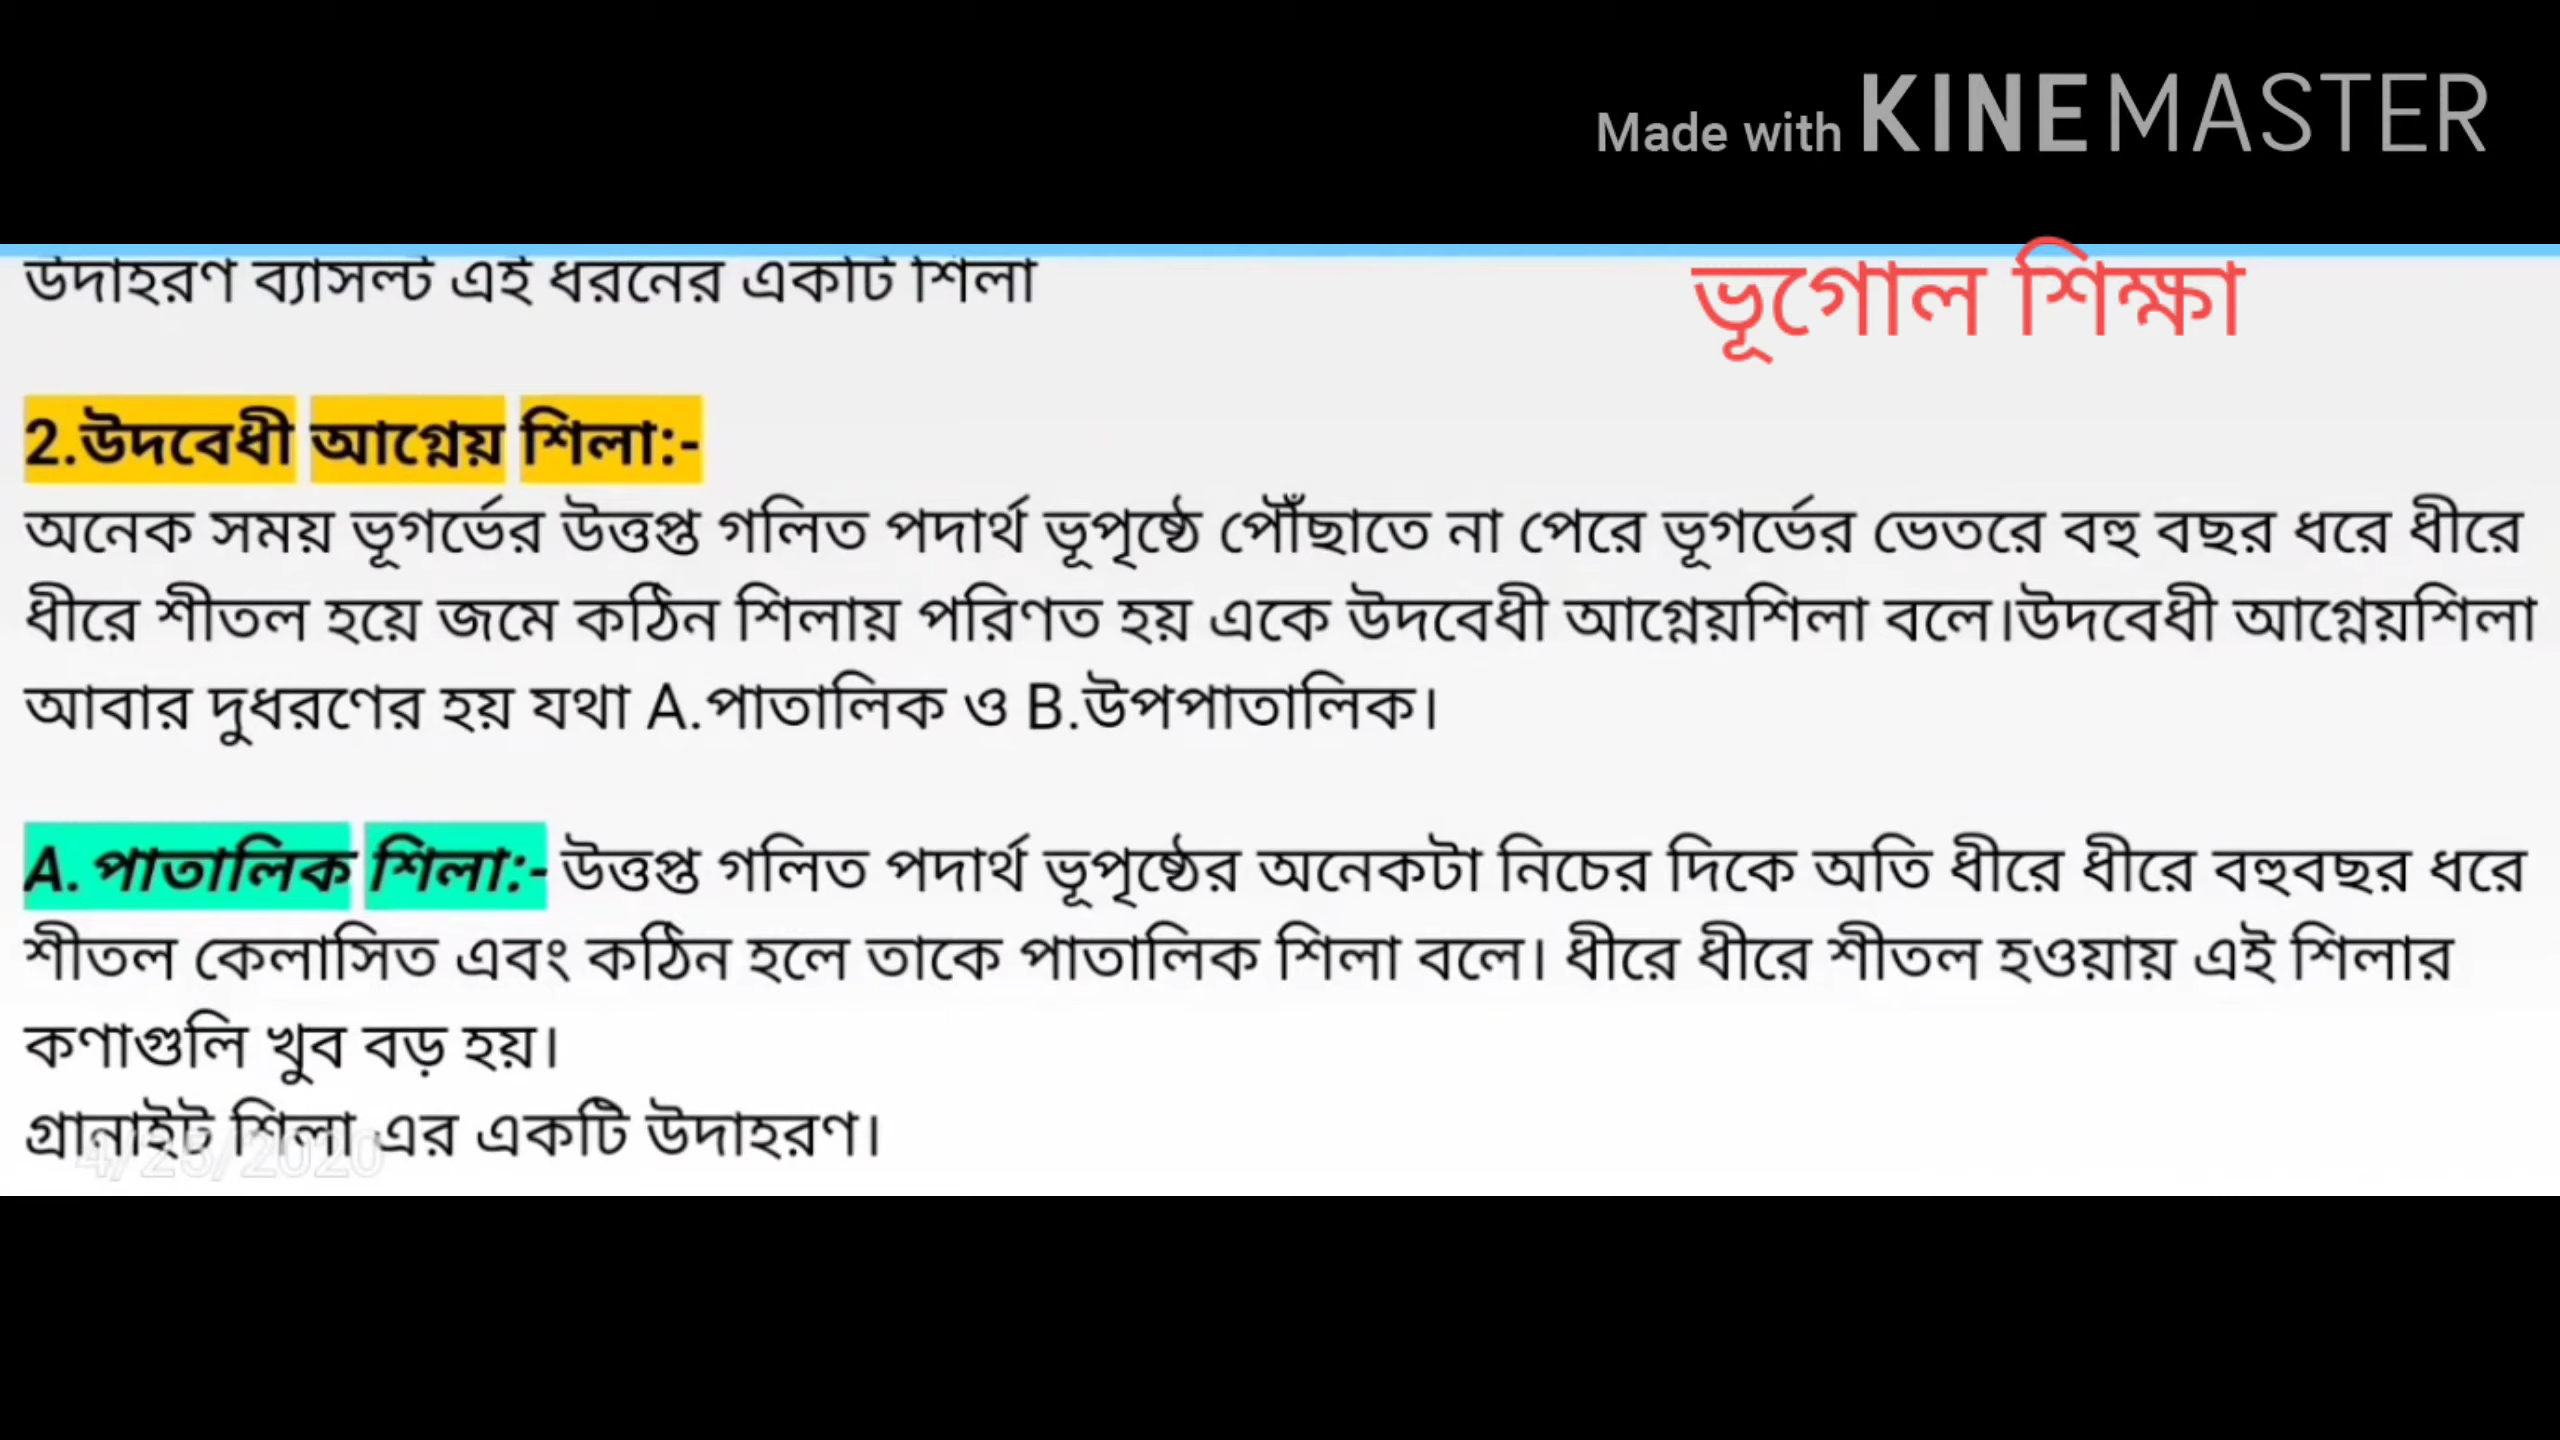 Made with KINEMASTER
ভূগোল শিক্ষা
উদাহরণ ব্যাসল্ট এই ধরনের একটি শিলা
2.উদবেধী আগ্নেয় শিলা:-
অনেক সময় ভূগর্ভের উত্তপ্ত গলিত পদার্থ ভূপৃষ্ঠে পৌঁছাতে না পেরে ভূগর্ভের ভেতরে বহু বছর ধরে ধীরে
ধীরে শীতল হয়ে জমে কঠিন শিলায় পরিণত হয় একে উদবেধী আগ্নেয়শিলা বলে।উদবেধী আগ্নেয়শিলা
আবার দুধরণের হয় যথা A.পাতালিক ও B.উপপাতালিক।
A. পাতালিক শিলা:- উত্তপ্ত গলিত পদার্থ ভূপৃষ্ঠের অনেকটা নিচের দিকে অতি ধীরে ধীরে বহুবছর ধরে
শীতল কেলাসিত এবং কঠিন হলে তাকে পাতালিক শিলা বলে। ধীরে ধীরে শীতল হওয়ায় এই শিলার
কণাগুলি খুব বড় হয়।
গ্রানাইট শিলা এর একটি উদাহরণ।
4/25/2020